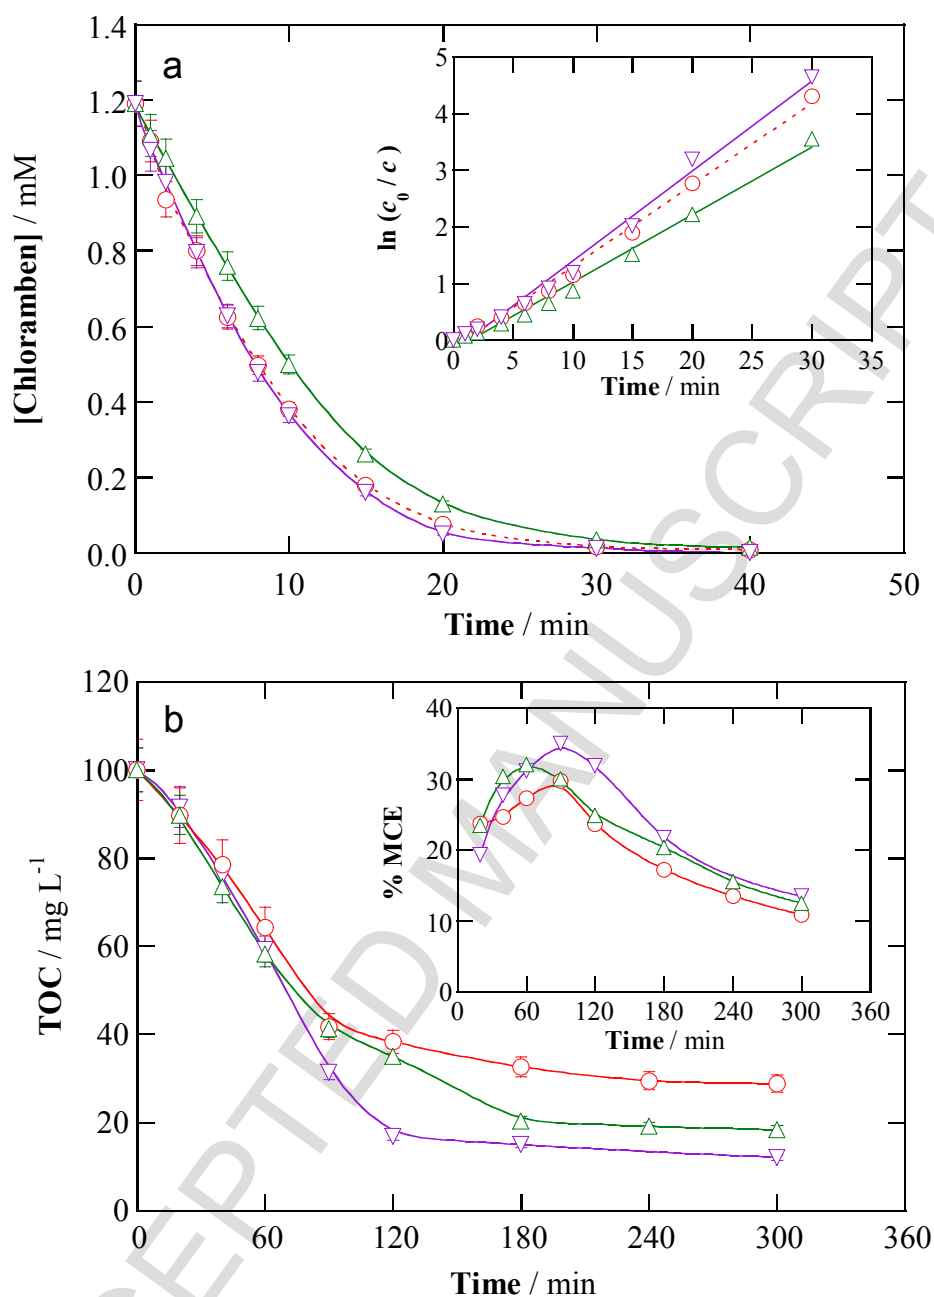 a
1.4
1.2
1.0
0.8
0.6
0.4
0.2
0.0
[Chloramben] / mM
0 10 20 30 40 50
Time / min
5
4
3
2
1
0
ln (c0 / c)
0 5 10 15 20 25 30 35
Time / min
b
120
100
80
60
40
20
0
TOC / mg L-1
0 60 120 180 240 300 360
Time / min
40
30
20
10
0
% MCE
0 60 120 180 240 300 360
Time / min
CEPTED MANUSCRIPT